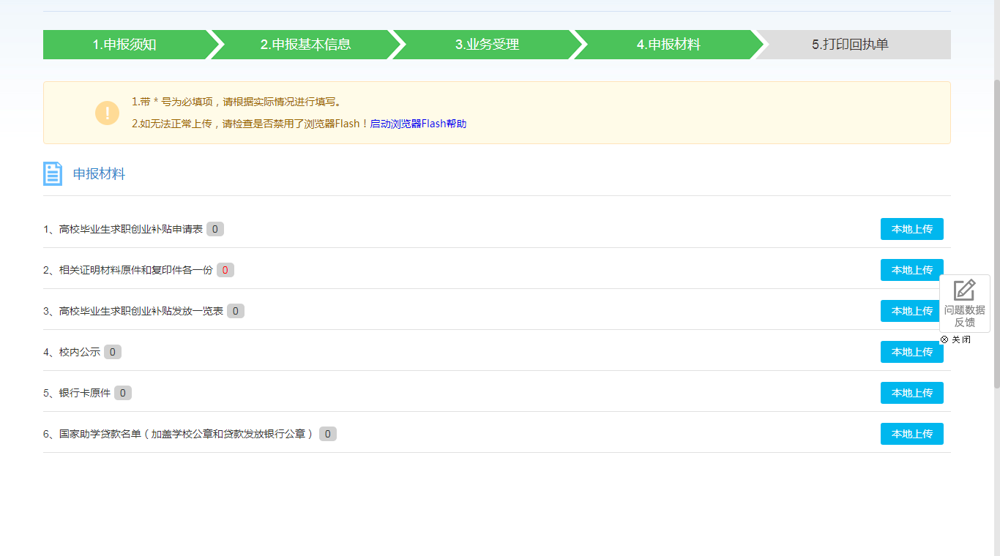 1.申报须知
2.申报基本信息
3.业务受理
4.申报材料
5.打印回执单
1.带 * 号为必填项，请根据实际情况进行填写。
2.如无法正常上传，请检查是否禁用了浏览器Flash！启动浏览器Flash帮助
申报材料
1、高校毕业生求职创业补贴申请表 0 本地上传
2、相关证明材料原件和复印件各一份 0 本地上传
3、高校毕业生求职创业补贴发放一览表 0 本地上传
4、校内公示 0 本地上传
5、银行卡原件 0 本地上传
6、国家助学贷款名单（加盖学校公章和贷款发放银行公章） 0 本地上传
问题数据
反馈
关闭